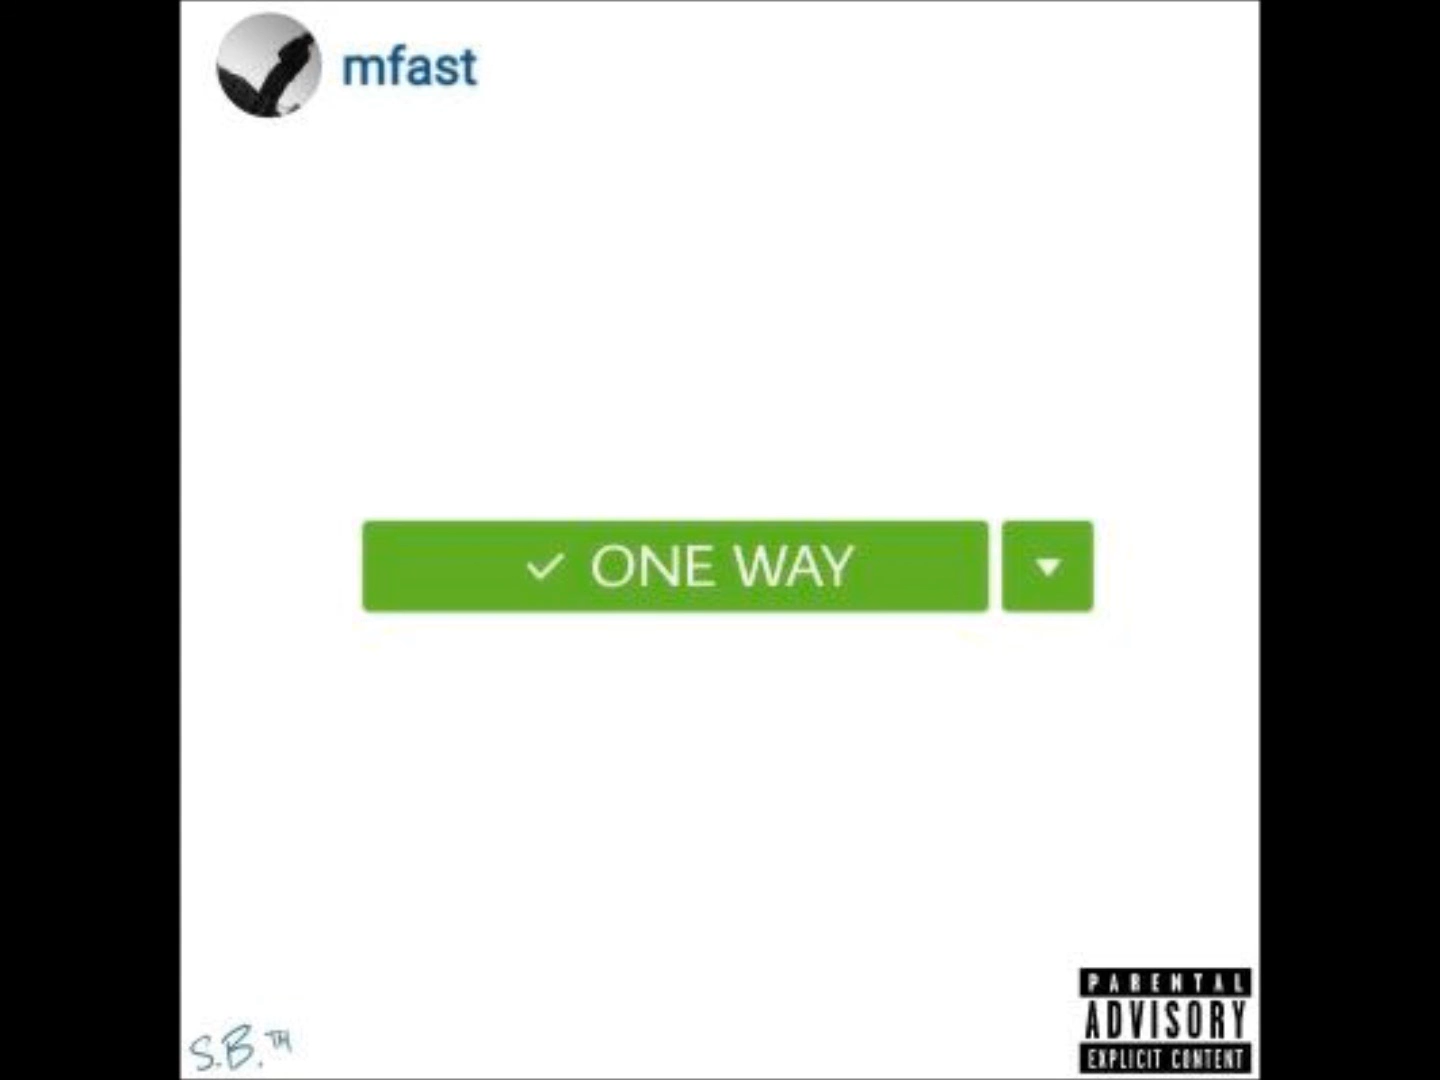 mfast
✓ ONE WAY
S.B.™
PARENTAL
ADVISORY
EXPLICIT CONTENT